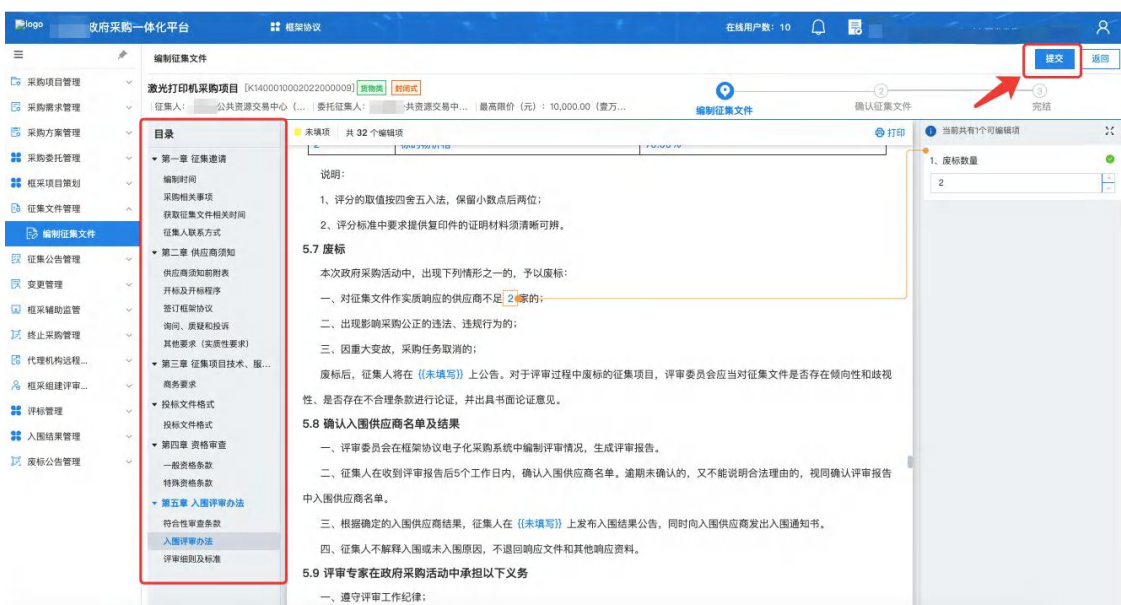 logo 政府采购一体化平台 框架协议 在线用户数：10
编制征集文件 提交 返回
激光打印机采购项目 [K1400010002022000009] 货物类 封闭式
征集人： 公共资源交易中心（... 委托征集人： 共资源交易中... 最高限价（元）：10,000.00（壹万...
编制征集文件
2 确认征集文件
3 完结
采购项目管理
采购需求管理
采购方案管理
采购委托管理
框采项目策划
征集文件管理
编制征集文件
征集公告管理
变更管理
框采辅助监管
终止采购管理
代理机构远程...
框采组建评审...
评标管理
入围结果管理
废标公告管理
目录
第一章 征集邀请
编制时间
采购相关事项
获取征集文件相关时间
征集人联系方式
第二章 供应商须知
供应商须知前附表
开标及开标程序
签订框架协议
询问、质疑和投诉
其他要求（实质性要求）
第三章 征集项目技术、服...
商务要求
投标文件格式
投标文件格式
第四章 资格审查
一般资格条款
特殊资格条款
第五章 入围评审办法
符合性审查条款
入围评审办法
评审细则及标准
未填项 共 32 个编辑项 打印
说明：
1、评分的取值按四舍五入法，保留小数点后两位；
2、评分标准中要求提供复印件的证明材料须清晰可辨。
5.7 废标
本次政府采购活动中，出现下列情形之一的，予以废标：
一、对征集文件作实质响应的供应商不足 2 家的；
二、出现影响采购公正的违法、违规行为的；
三、因重大变故，采购任务取消的；
废标后，征集人将在 {{未填写}} 上公告。对于评审过程中废标的征集项目，评审委员会应当对征集文件是否存在倾向性和歧视
性、是否存在不合理条款进行论证，并出具书面论证意见。
5.8 确认入围供应商名单及结果
一、评审委员会在框架协议电子化采购系统中编制评审情况，生成评审报告。
二、征集人在收到评审报告后5个工作日内，确认入围供应商名单。逾期未确认的，又不能说明合法理由的，视同确认评审报告
中入围供应商名单。
三、根据确定的入围供应商结果，征集人在 {{未填写}} 上发布入围结果公告，同时向入围供应商发出入围通知书。
四、征集人不解释入围或未入围原因，不退回响应文件和其他响应资料。
5.9 评审专家在政府采购活动中承担以下义务
一、遵守评审工作纪律；
当前共有1个可编辑项
1、废标数量
2